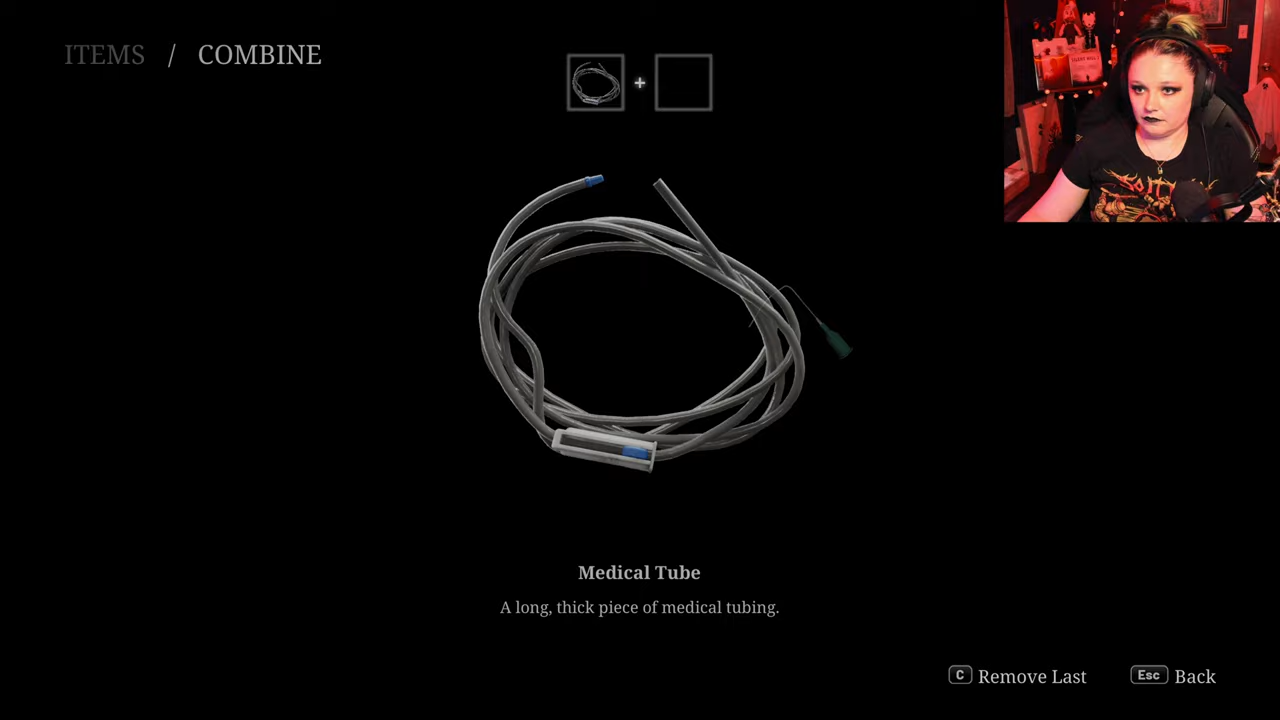 ITEMS / COMBINE
+
Medical Tube
A long, thick piece of medical tubing.
C Remove Last Esc Back